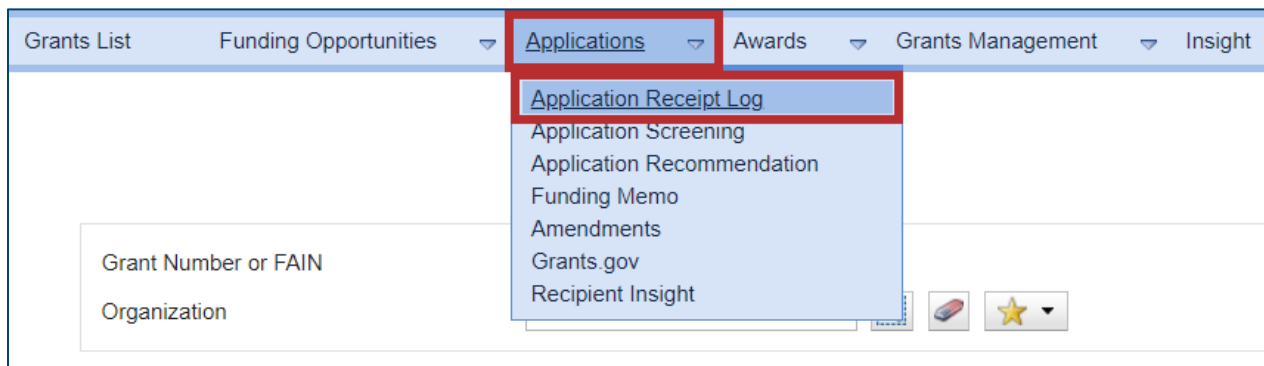 Grants List Funding Opportunities Applications Awards Grants Management Insight
Application Receipt Log
Application Screening
Application Recommendation
Funding Memo
Amendments
Grants.gov
Recipient Insight
Grant Number or FAIN
Organization